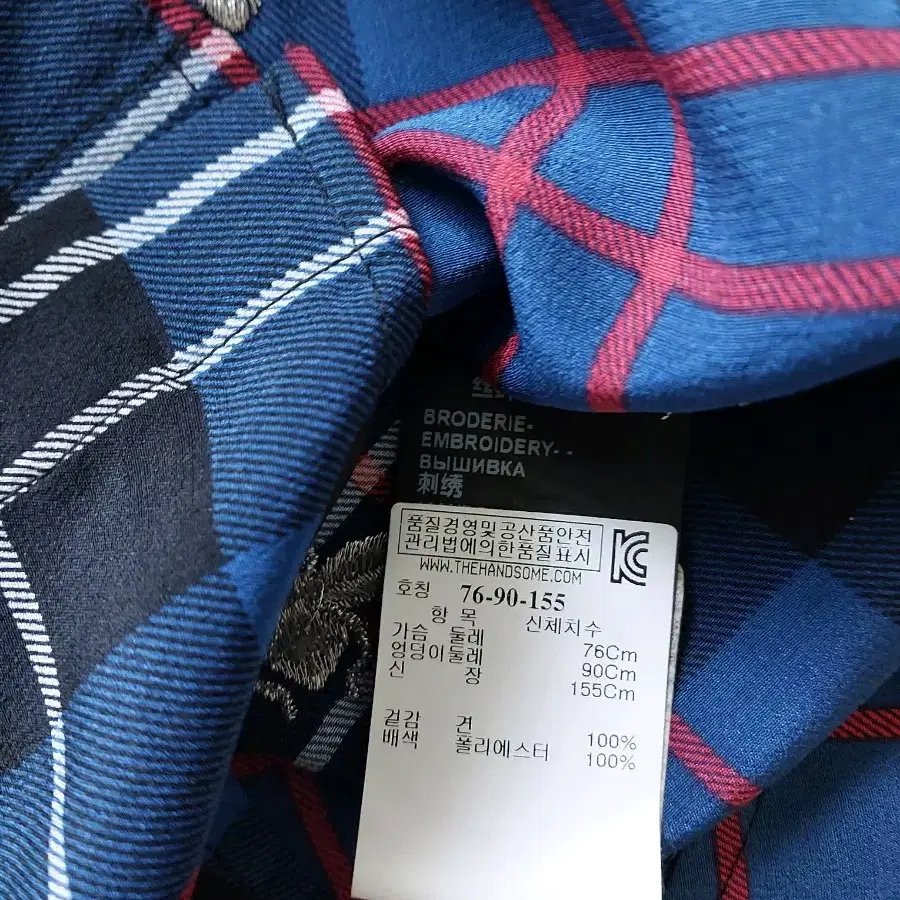 BRODERIE-
EMBROIDERY- -
ВЫШИВКА
刺绣
품질경영및공산품안전
관리법에의한품질표시
WWW.THEHANDSOME.COM
호칭 76-90-155
항 목 신체치수
가슴 둘레 76Cm
엉덩이둘레 90Cm
신 장 155Cm
겉감 견 100%
배색 폴리에스터 100%